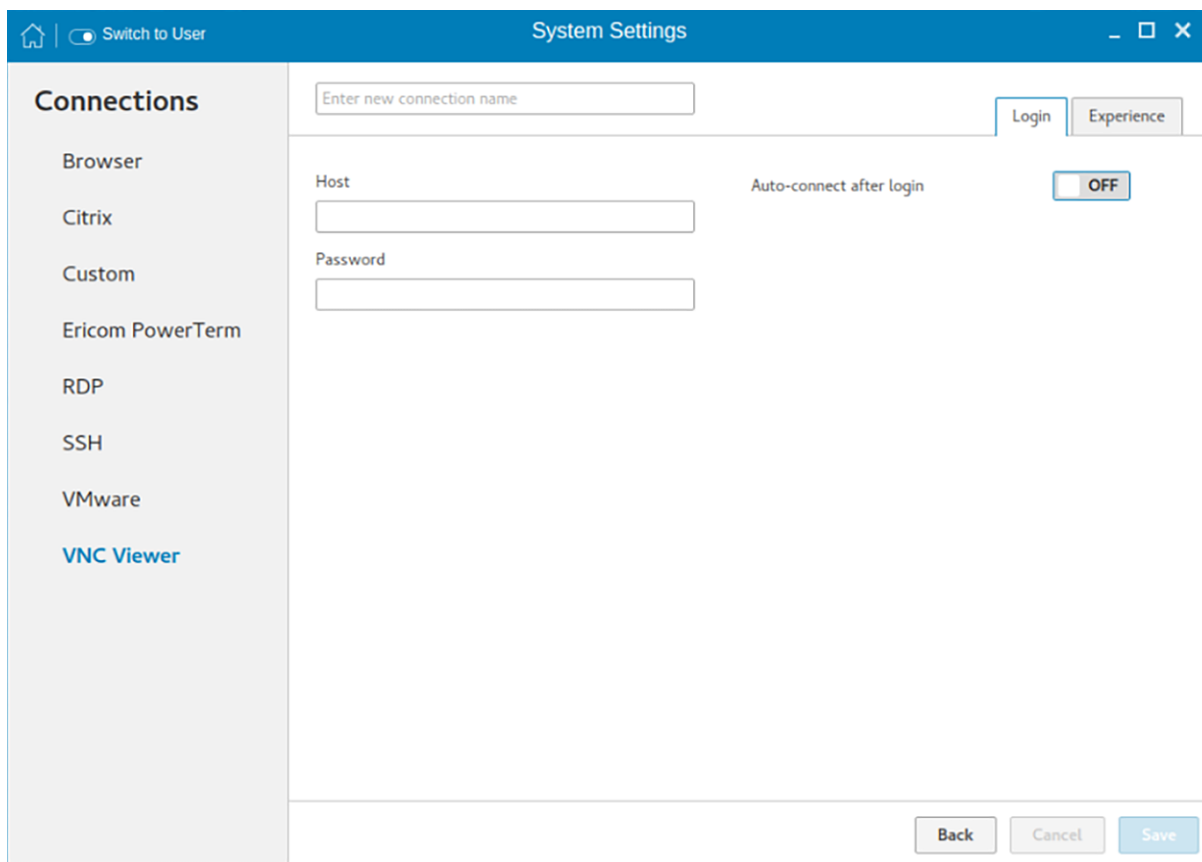 Switch to User
System Settings
Connections
Browser
Citrix
Custom
Ericom PowerTerm
RDP
SSH
VMware
VNC Viewer
Enter new connection name
Login
Experience
Host
Auto-connect after login
OFF
Password
Back
Cancel
Save